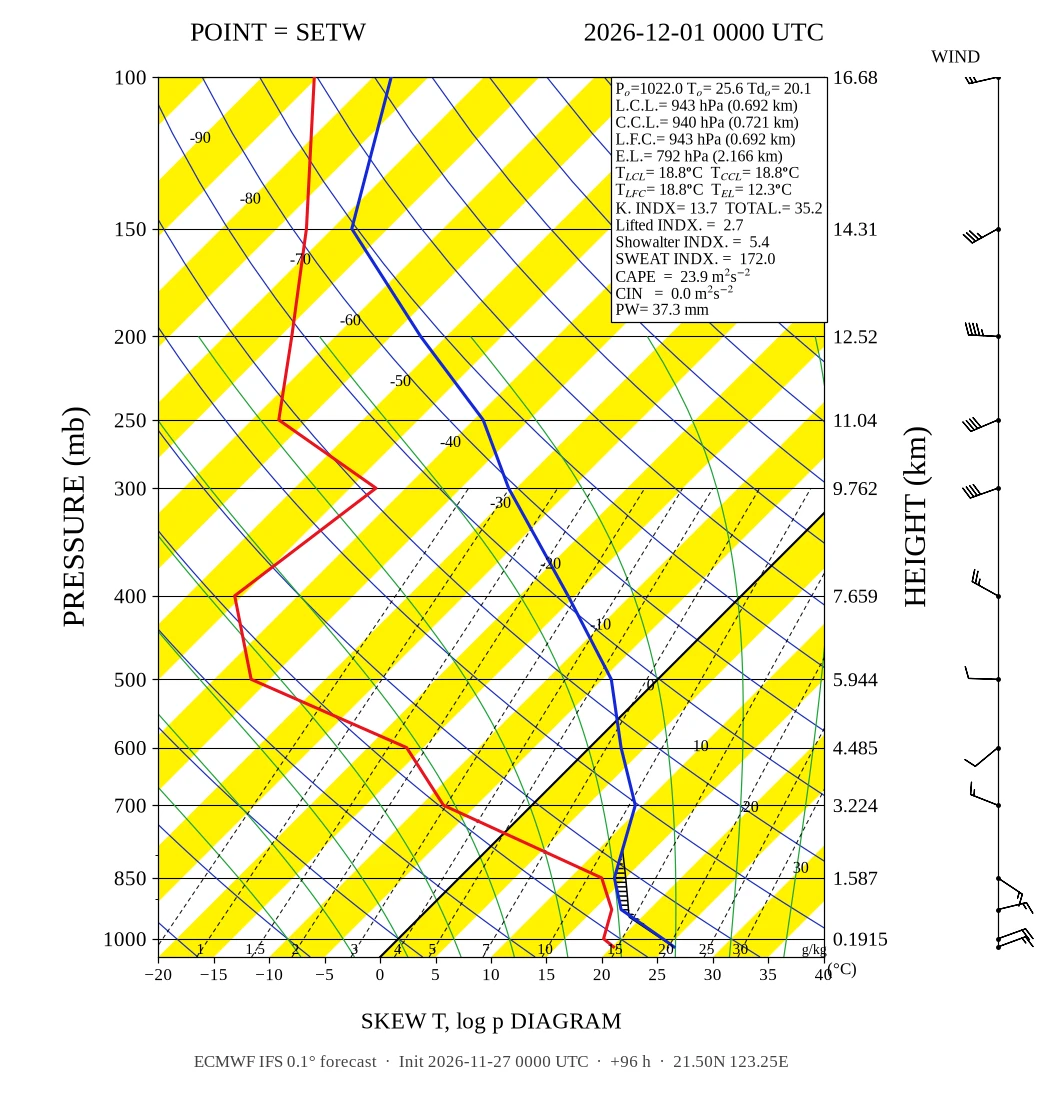 POINT = SETW 2026-12-01 0000 UTC
WIND
100 16.68
Pₒ=1022.0 Tₒ= 25.6 Tdₒ= 20.1
L.C.L.= 943 hPa (0.692 km)
C.C.L.= 940 hPa (0.721 km)
L.F.C.= 943 hPa (0.692 km)
E.L.= 792 hPa (2.166 km)
T_LCL= 18.8°C T_CCL= 18.8°C
T_LFC= 18.8°C T_EL= 12.3°C
K. INDX= 13.7 TOTAL.= 35.2
Lifted INDX. = 2.7
Showalter INDX. = 5.4
SWEAT INDX. = 172.0
CAPE = 23.9 m²s⁻²
CIN = 0.0 m²s⁻²
PW= 37.3 mm
-90
-80
150 14.31
-70
-60
200 12.52
-50
250 11.04
-40
300 9.762
-30
PRESSURE (mb)
HEIGHT (km)
-20
400 7.659
-10
500 5.944
0
600 10 4.485
700 20 3.224
850 30 1.587
1000 0.1915
1 1.5 2 3 4 5 7 10 15 20 25 30 g/kg
−20 −15 −10 −5 0 5 10 15 20 25 30 35 40 (°C)
SKEW T, log p DIAGRAM
ECMWF IFS 0.1° forecast · Init 2026-11-27 0000 UTC · +96 h · 21.50N 123.25E